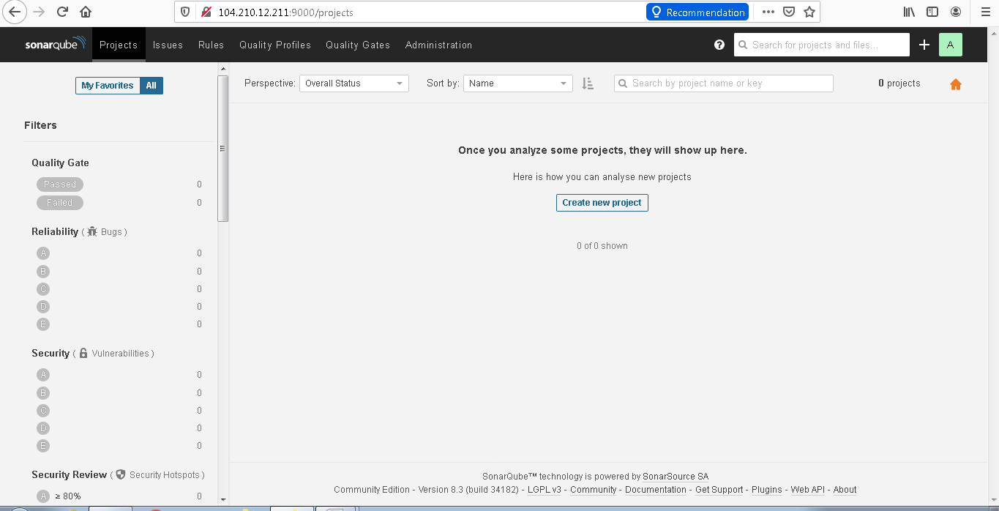 104.210.12.211:9000/projects
Recommendation
sonarqube Projects Issues Rules Quality Profiles Quality Gates Administration
? Search for projects and files... A
My Favorites All
Perspective: Overall Status Sort by: Name Search by project name or key 0 projects
Filters
Once you analyze some projects, they will show up here.
Here is how you can analyse new projects
Create new project
0 of 0 shown
Quality Gate
Passed 0
Failed 0
Reliability ( Bugs )
A 0
B 0
C 0
D 0
E 0
Security ( Vulnerabilities )
A 0
B 0
C 0
D 0
E 0
Security Review ( Security Hotspots )
A ≥ 80% 0
SonarQube™ technology is powered by SonarSource SA
Community Edition - Version 8.3 (build 34182) - LGPL v3 - Community - Documentation - Get Support - Plugins - Web API - About